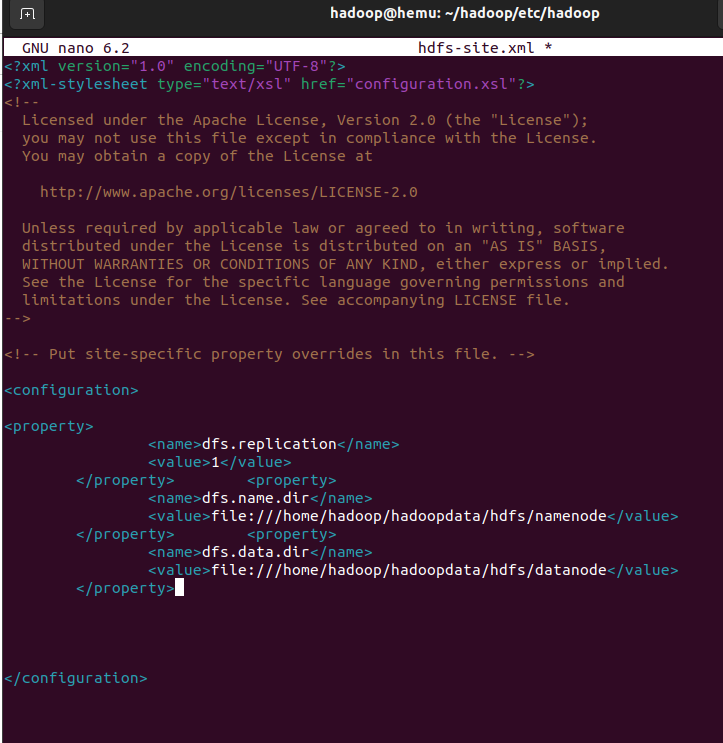 hadoop@hemu: ~/hadoop/etc/hadoop
GNU nano 6.2 hdfs-site.xml *
<?xml version="1.0" encoding="UTF-8"?>
<?xml-stylesheet type="text/xsl" href="configuration.xsl"?>
<!--
  Licensed under the Apache License, Version 2.0 (the "License");
  you may not use this file except in compliance with the License.
  You may obtain a copy of the License at

    http://www.apache.org/licenses/LICENSE-2.0

  Unless required by applicable law or agreed to in writing, software
  distributed under the License is distributed on an "AS IS" BASIS,
  WITHOUT WARRANTIES OR CONDITIONS OF ANY KIND, either express or implied.
  See the License for the specific language governing permissions and
  limitations under the License. See accompanying LICENSE file.
-->

<!-- Put site-specific property overrides in this file. -->

<configuration>

<property>
                <name>dfs.replication</name>
                <value>1</value>
        </property>        <property>
                <name>dfs.name.dir</name>
                <value>file:///home/hadoop/hadoopdata/hdfs/namenode</value>
        </property>        <property>
                <name>dfs.data.dir</name>
                <value>file:///home/hadoop/hadoopdata/hdfs/datanode</value>
        </property>

</configuration>